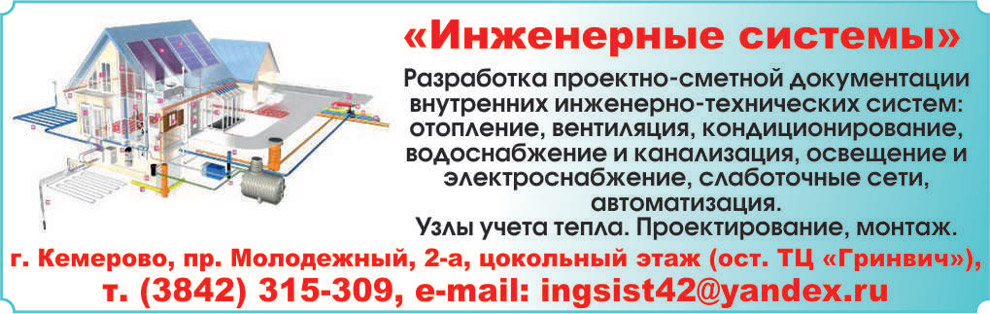 «Инженерные системы»
Разработка проектно-сметной документации
внутренних инженерно-технических систем:
отопление, вентиляция, кондиционирование,
водоснабжение и канализация, освещение и
электроснабжение, слаботочные сети,
автоматизация.
Узлы учета тепла. Проектирование, монтаж.
г. Кемерово, пр. Молодежный, 2-а, цокольный этаж (ост. ТЦ «Гринвич»),
т. (3842) 315-309, e-mail: ingsist42@yandex.ru